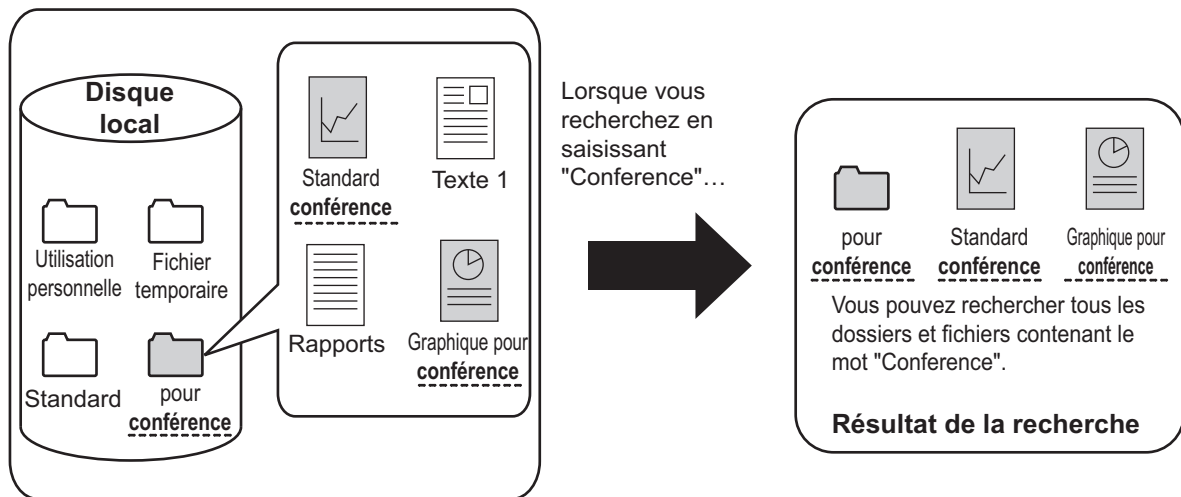 Disque
local
Utilisation
personnelle
Fichier
temporaire
Standard
pour
conférence
Standard
conférence
Texte 1
Rapports
Graphique pour
conférence
Lorsque vous
recherchez en
saisissant
"Conference"…
pour
conférence
Standard
conférence
Graphique pour
conférence
Vous pouvez rechercher tous les
dossiers et fichiers contenant le
mot "Conference".
Résultat de la recherche